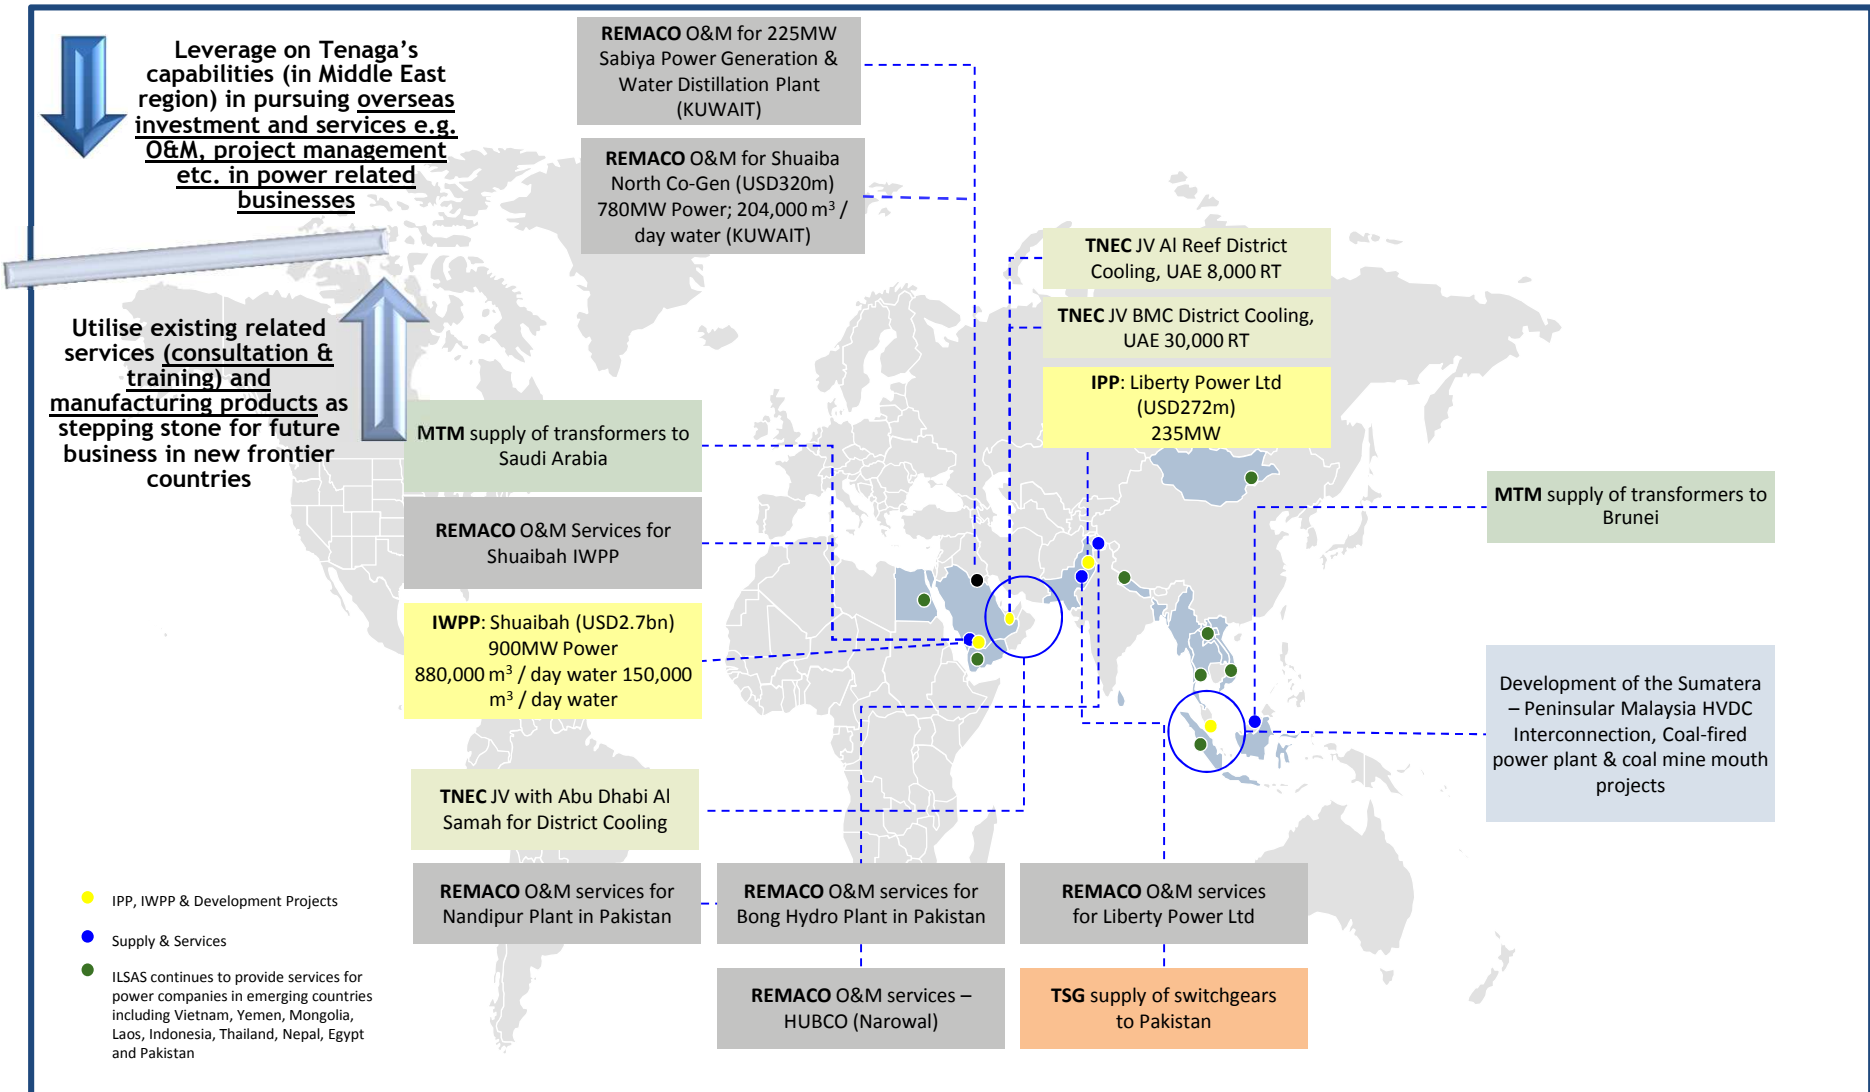 Leverage on Tenaga's
capabilities (in Middle East
region) in pursuing overseas
investment and services e.g.
O&M, project management
etc. in power related
businesses
Utilise existing related
services (consultation &
training) and
manufacturing products as
stepping stone for future
business in new frontier
countries
REMACO O&M for 225MW
Sabiya Power Generation &
Water Distillation Plant
(KUWAIT)
REMACO O&M for Shuaiba
North Co-Gen (USD320m)
780MW Power; 204,000 m³ /
day water (KUWAIT)
TNEC JV Al Reef District
Cooling, UAE 8,000 RT
TNEC JV BMC District Cooling,
UAE 30,000 RT
IPP: Liberty Power Ltd
(USD272m)
235MW
MTM supply of transformers to
Saudi Arabia
REMACO O&M Services for
Shuaibah IWPP
IWPP: Shuaibah (USD2.7bn)
900MW Power
880,000 m³ / day water 150,000
m³ / day water
MTM supply of transformers to
Brunei
Development of the Sumatera
– Peninsular Malaysia HVDC
Interconnection, Coal-fired
power plant & coal mine mouth
projects
TNEC JV with Abu Dhabi Al
Samah for District Cooling
REMACO O&M services for
Nandipur Plant in Pakistan
REMACO O&M services for
Bong Hydro Plant in Pakistan
REMACO O&M services
for Liberty Power Ltd
REMACO O&M services –
HUBCO (Narowal)
TSG supply of switchgears
to Pakistan
IPP, IWPP & Development Projects
Supply & Services
ILSAS continues to provide services for
power companies in emerging countries
including Vietnam, Yemen, Mongolia,
Laos, Indonesia, Thailand, Nepal, Egypt
and Pakistan